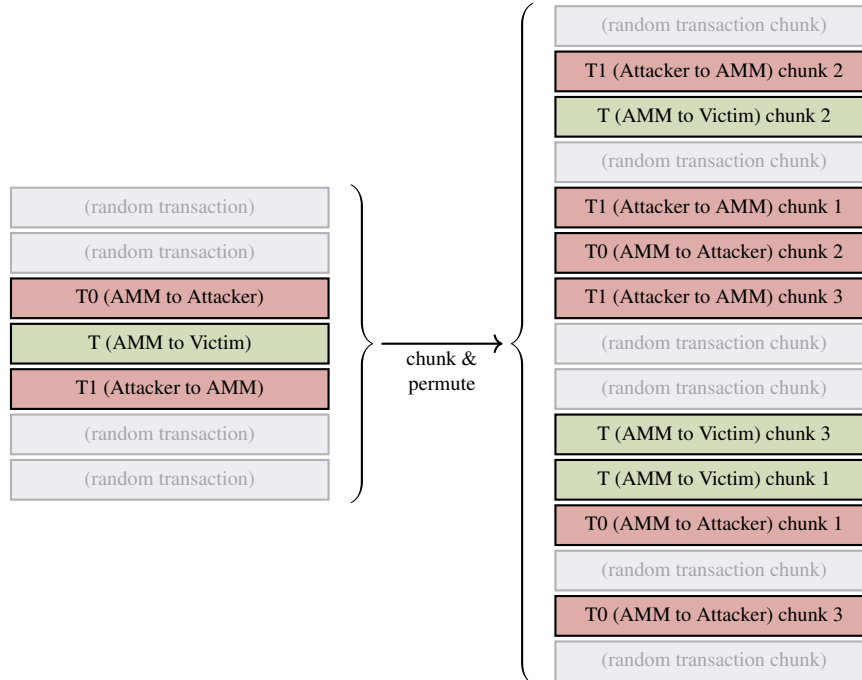 (random transaction)
(random transaction)
T0 (AMM to Attacker)
T (AMM to Victim)
T1 (Attacker to AMM)
(random transaction)
(random transaction)
chunk &
permute
(random transaction chunk)
T1 (Attacker to AMM) chunk 2
T (AMM to Victim) chunk 2
(random transaction chunk)
T1 (Attacker to AMM) chunk 1
T0 (AMM to Attacker) chunk 2
T1 (Attacker to AMM) chunk 3
(random transaction chunk)
(random transaction chunk)
T (AMM to Victim) chunk 3
T (AMM to Victim) chunk 1
T0 (AMM to Attacker) chunk 1
(random transaction chunk)
T0 (AMM to Attacker) chunk 3
(random transaction chunk)